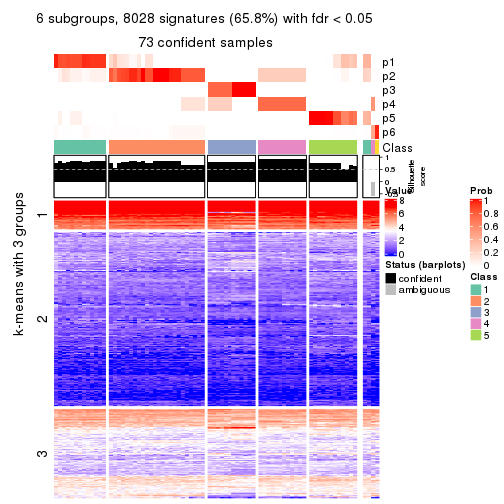 6 subgroups, 8028 signatures (65.8%) with fdr < 0.05
73 confident samples
p1
p2
p3
p4
p5
p6
Class
1
0.5
0
-0.5
Silhouette
score
k-means with 3 groups
1
2
3
Value
8
6
4
2
0
Status (barplots)
confident
ambiguous
Prob
1
0.8
0.6
0.4
0.2
0
Class
1
2
3
4
5